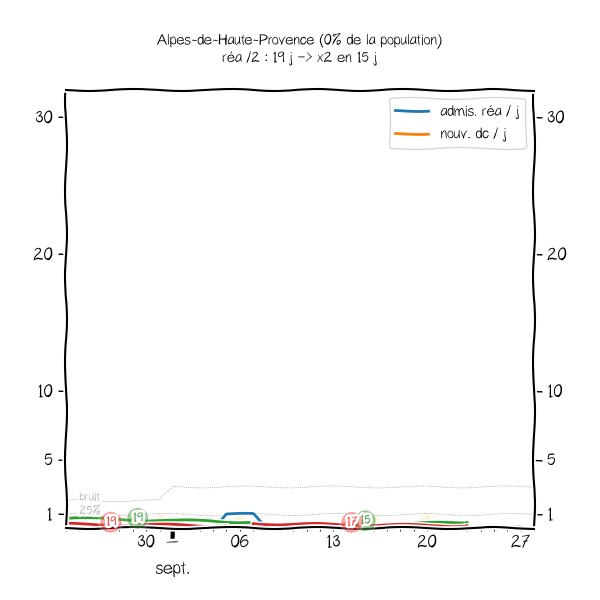 Alpes-de-Haute-Provence (0% de la population)
réa /2 : 19 j -> x2 en 15 j
admis. réa / j
nouv. dc / j
30 30
20 20
10 10
5 5
bruit
25%
1 1
19 19 17 15
30 06 13 20 27
sept.